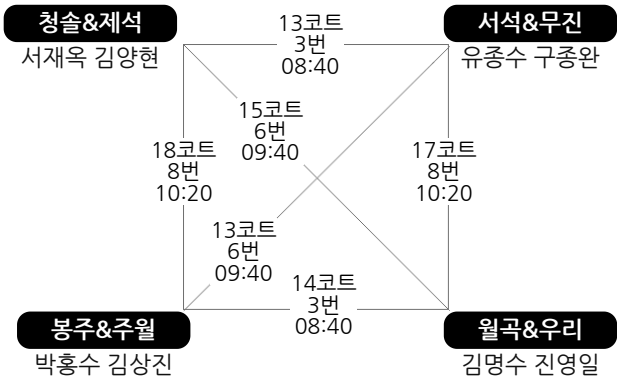 청솔&제석
서재옥 김양현
13코트
3번
08:40
서석&무진
유종수 구종완
15코트
6번
09:40
18코트
8번
10:20
17코트
8번
10:20
13코트
6번
09:40
14코트
3번
08:40
봉주&주월
박홍수 김상진
월곡&우리
김명수 진영일